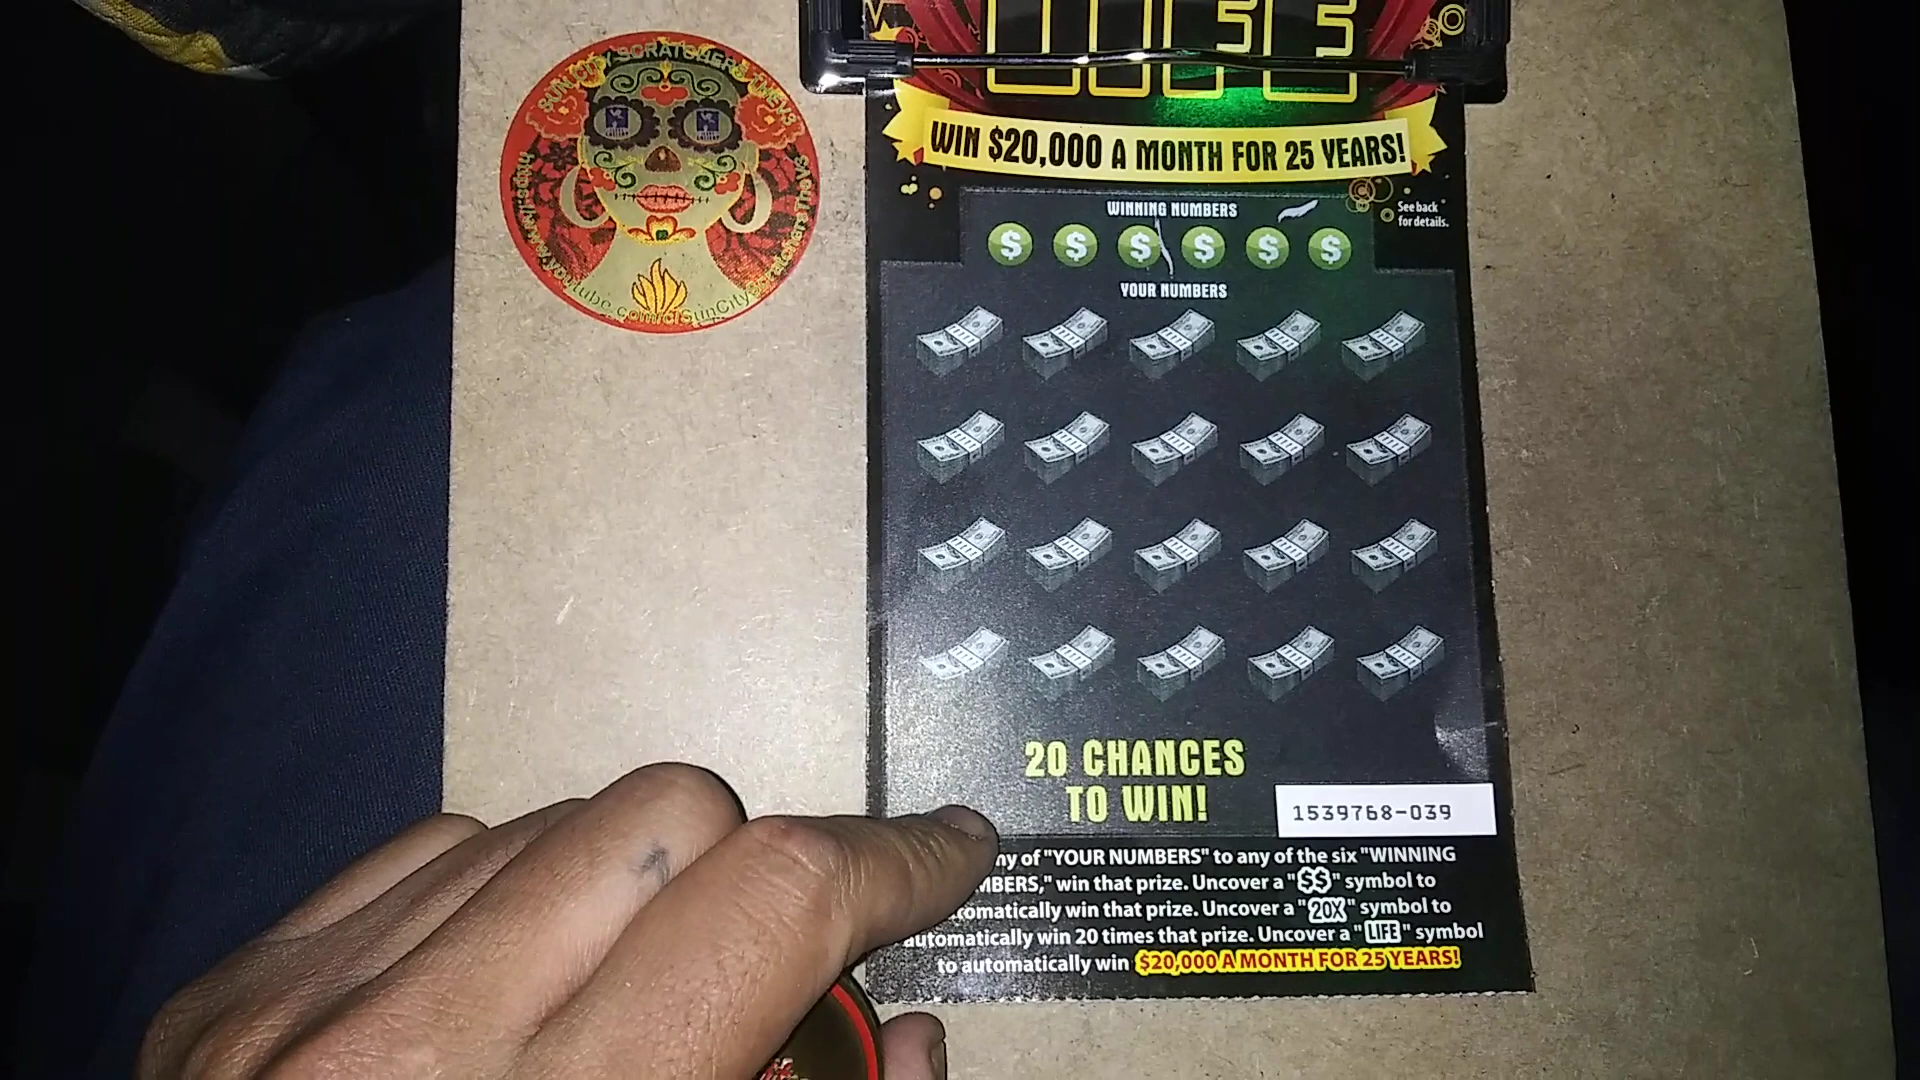 SUN CITY SCRATCHERS
LIFE
WIN $20,000 A MONTH FOR 25 YEARS!
WINNING NUMBERS
See back
for details.
$ $ $ $ $ $
YOUR NUMBERS
20 CHANCES
TO WIN!
1539768-039
of "YOUR NUMBERS" to any of the six "WINNING
win that prize. Uncover a "$$" symbol to
win that prize. Uncover a "20X" symbol to
automatically win 20 times that prize. Uncover a "LIFE" symbol
to automatically win $20,000 A MONTH FOR 25 YEARS!